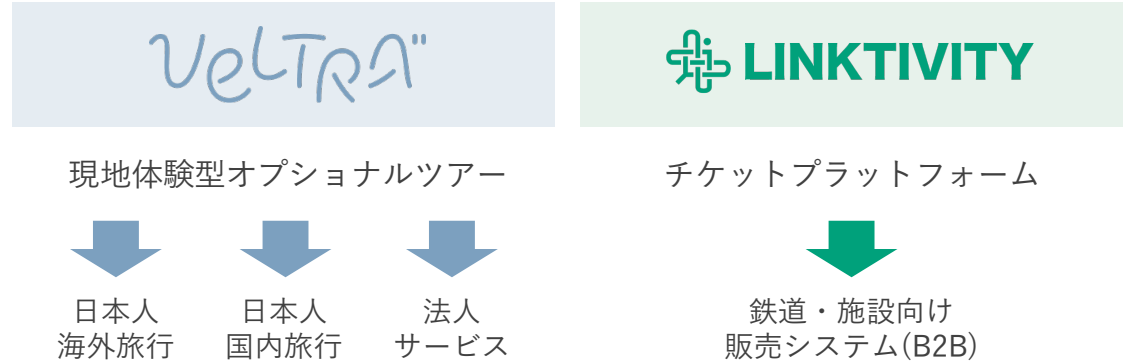 VELTRA
LINKTIVITY
現地体験型オプショナルツアー
チケットプラットフォーム
日本人
海外旅行
日本人
国内旅行
法人
サービス
鉄道・施設向け
販売システム(B2B)